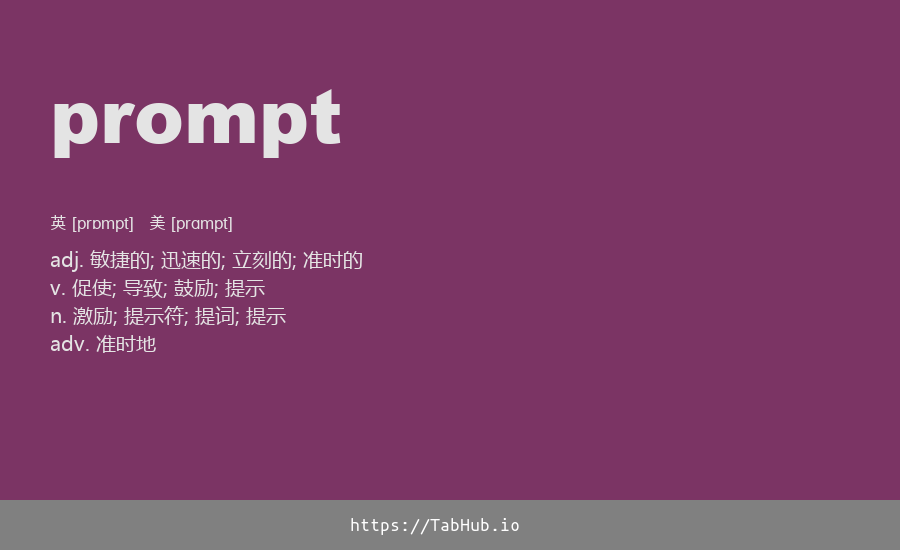 prompt
英 [prɒmpt] 美 [prɑmpt]
adj. 敏捷的; 迅速的; 立刻的; 准时的
v. 促使; 导致; 鼓励; 提示
n. 激励; 提示符; 提词; 提示
adv. 准时地
https://TabHub.io